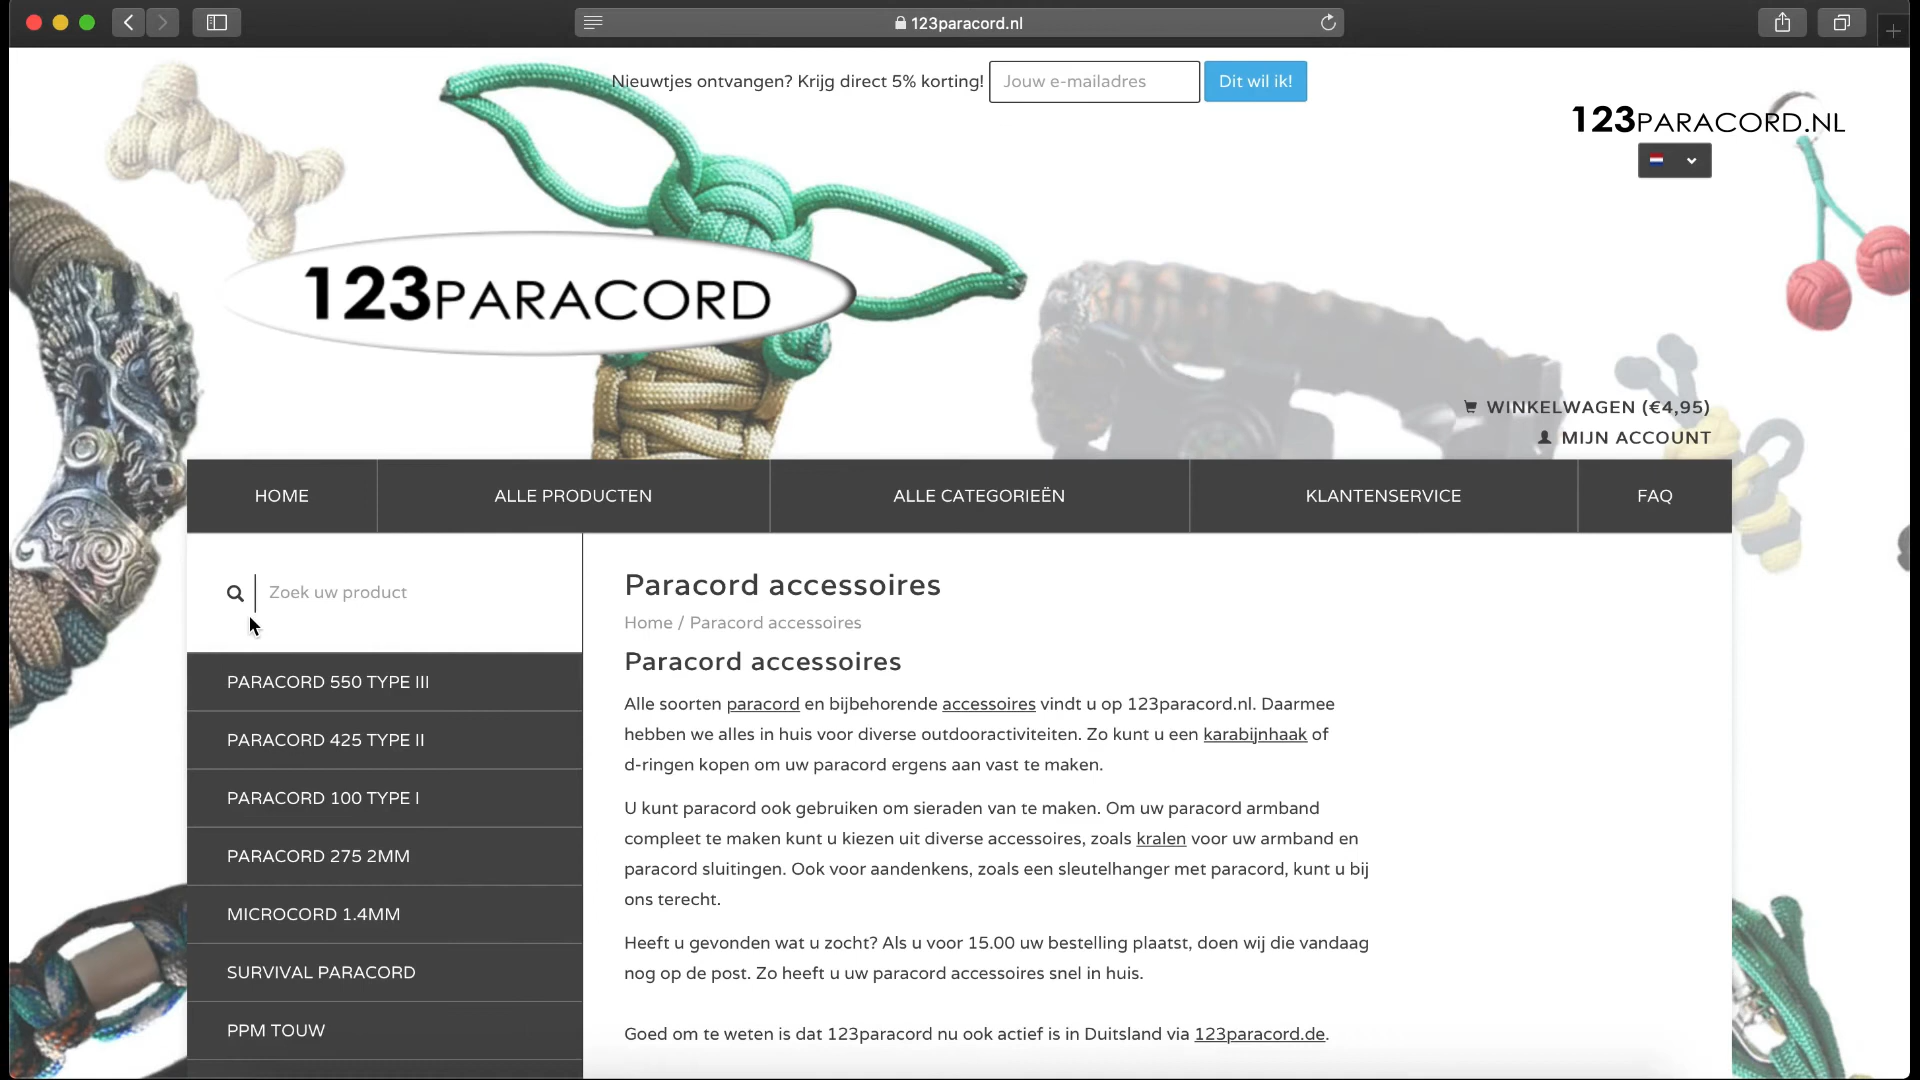 123paracord.nl
Nieuwtjes ontvangen? Krijg direct 5% korting!
Jouw e-mailadres
Dit wil ik!
123PARACORD.NL
123PARACORD
WINKELWAGEN (€4,95)
MIJN ACCOUNT
HOME
ALLE PRODUCTEN
ALLE CATEGORIEËN
KLANTENSERVICE
FAQ
Zoek uw product
PARACORD 550 TYPE III
PARACORD 425 TYPE II
PARACORD 100 TYPE I
PARACORD 275 2MM
MICROCORD 1.4MM
SURVIVAL PARACORD
PPM TOUW
Paracord accessoires
Home / Paracord accessoires
Paracord accessoires
Alle soorten paracord en bijbehorende accessoires vindt u op 123paracord.nl. Daarmee
hebben we alles in huis voor diverse outdooractiviteiten. Zo kunt u een karabijnhaak of
d-ringen kopen om uw paracord ergens aan vast te maken.
U kunt paracord ook gebruiken om sieraden van te maken. Om uw paracord armband
compleet te maken kunt u kiezen uit diverse accessoires, zoals kralen voor uw armband en
paracord sluitingen. Ook voor aandenkens, zoals een sleutelhanger met paracord, kunt u bij
ons terecht.
Heeft u gevonden wat u zocht? Als u voor 15.00 uw bestelling plaatst, doen wij die vandaag
nog op de post. Zo heeft u uw paracord accessoires snel in huis.
Goed om te weten is dat 123paracord nu ook actief is in Duitsland via 123paracord.de.